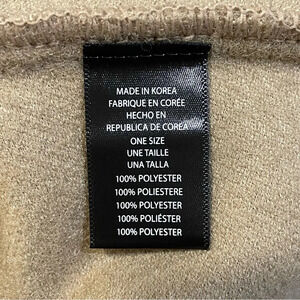 MADE IN KOREA
FABRIQUE EN CORÉE
HECHO EN
REPUBLICA DE COREA
ONE SIZE
UNE TAILLE
UNA TALLA
100% POLYESTER
100% POLIESTERE
100% POLYESTER
100% POLIÉSTER
100% POLYESTER